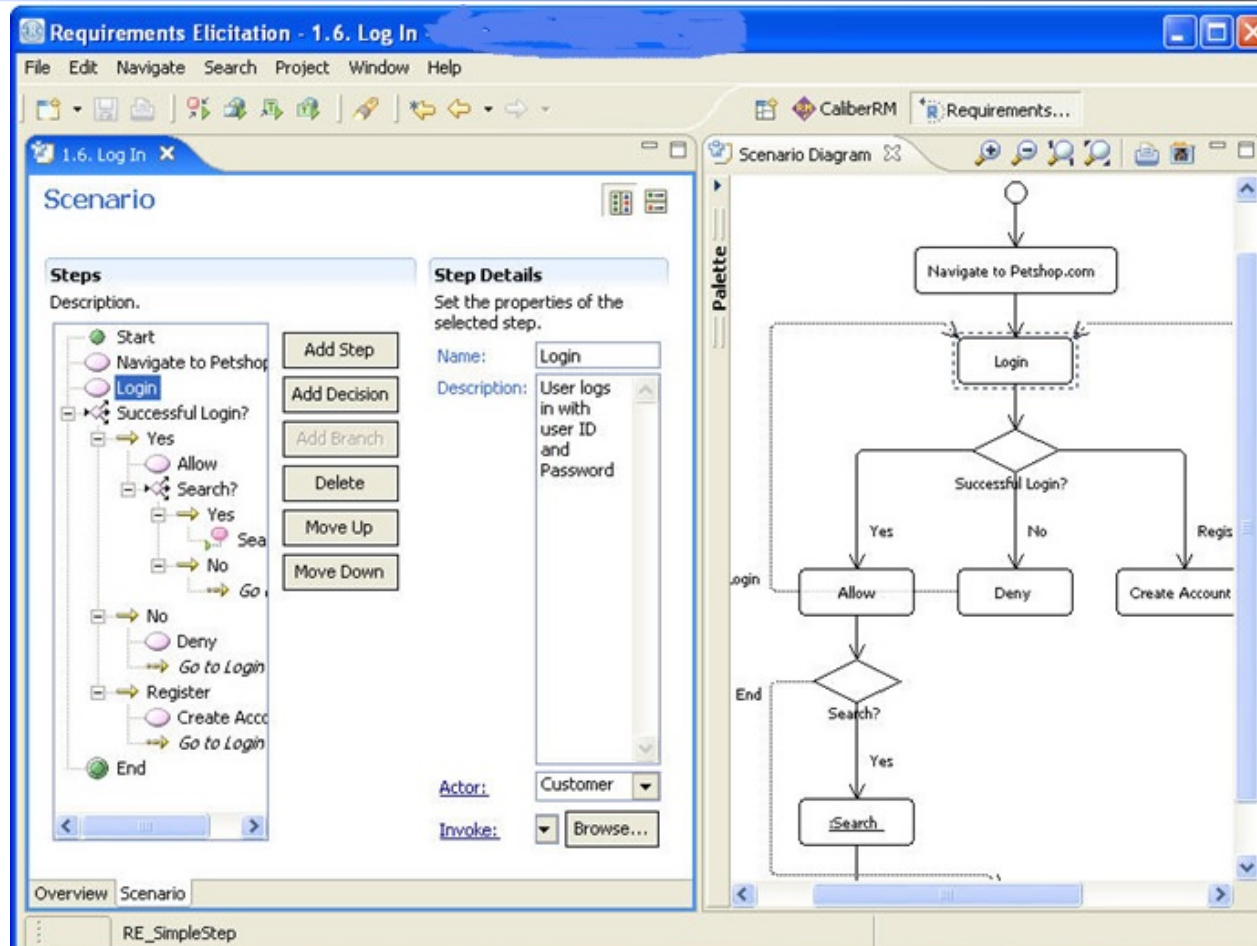 Requirements Elicitation - 1.6. Log In -
File Edit Navigate Search Project Window Help
CaliberRM
Requirements...
1.6. Log In
Scenario
Steps
Description.
Start
Navigate to Petshop
Login
Successful Login?
Yes
Allow
Search?
Yes
Sea
No
Go
No
Deny
Go to Login
Register
Create Acco
Go to Login
End
Add Step
Add Decision
Add Branch
Delete
Move Up
Move Down
Step Details
Set the properties of the
selected step.
Name: Login
Description: User logs
in with
user ID
and
Password
Actor: Customer
Invoke: Browse...
Overview Scenario
RE_SimpleStep
Scenario Diagram
Palette
Navigate to Petshop.com
Login
Successful Login?
Yes
No
Regis
ogin
Allow
Deny
Create Account
End
Search?
Yes
:Search